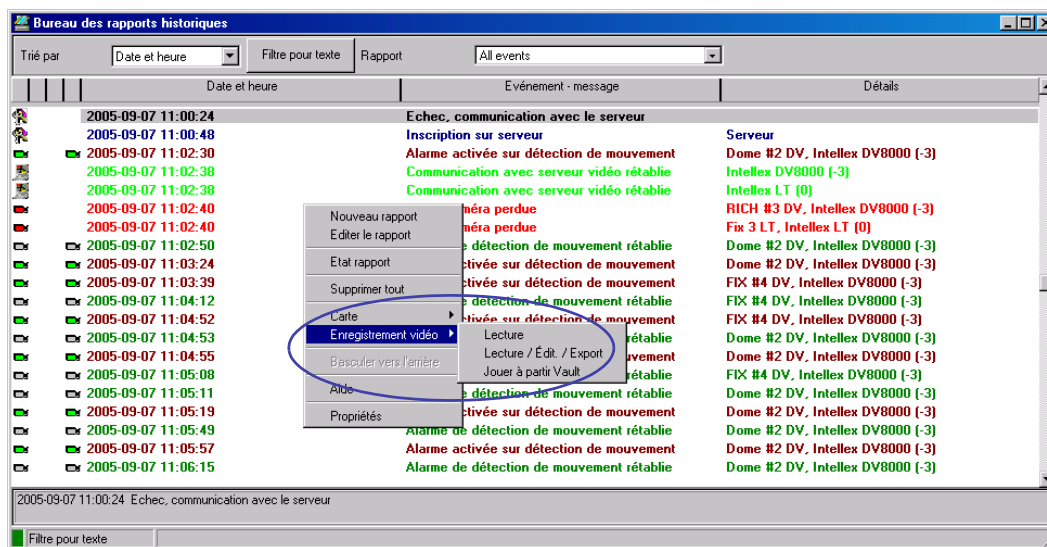 Bureau des rapports historiques
Trié par Date et heure Filtre pour texte Rapport All events
Date et heure Evénement - message Détails
2005-09-07 11:00:24 Echec, communication avec le serveur
2005-09-07 11:00:48 Inscription sur serveur Serveur
2005-09-07 11:02:30 Alarme activée sur détection de mouvement Dome #2 DV, Intellex DV8000 (-3)
2005-09-07 11:02:38 Communication avec serveur vidéo rétablie Intellex DV8000 (-3)
2005-09-07 11:02:38 Communication avec serveur vidéo rétablie Intellex LT (0)
2005-09-07 11:02:40 méra perdue RICH #3 DV, Intellex DV8000 (-3)
2005-09-07 11:02:40 méra perdue Fix 3 LT, Intellex LT (0)
2005-09-07 11:02:50 détection de mouvement rétablie Dome #2 DV, Intellex DV8000 (-3)
2005-09-07 11:03:24 ctivée sur détection de mouvement Dome #2 DV, Intellex DV8000 (-3)
2005-09-07 11:03:39 ctivée sur détection de mouvement FIX #4 DV, Intellex DV8000 (-3)
2005-09-07 11:04:12 de détection de mouvement rétablie FIX #4 DV, Intellex DV8000 (-3)
2005-09-07 11:04:52 ctivée sur détection de mouvement FIX #4 DV, Intellex DV8000 (-3)
2005-09-07 11:04:53 rétablie Dome #2 DV, Intellex DV8000 (-3)
2005-09-07 11:04:55 uvement Dome #2 DV, Intellex DV8000 (-3)
2005-09-07 11:05:08 rétablie FIX #4 DV, Intellex DV8000 (-3)
2005-09-07 11:05:11 de détection de mouvement rétablie Dome #2 DV, Intellex DV8000 (-3)
2005-09-07 11:05:19 ctivée sur détection de mouvement Dome #2 DV, Intellex DV8000 (-3)
2005-09-07 11:05:49 Alarme de détection de mouvement rétablie Dome #2 DV, Intellex DV8000 (-3)
2005-09-07 11:05:57 Alarme activée sur détection de mouvement Dome #2 DV, Intellex DV8000 (-3)
2005-09-07 11:06:15 Alarme de détection de mouvement rétablie Dome #2 DV, Intellex DV8000 (-3)
Nouveau rapport
Editer le rapport
Etat rapport
Supprimer tout
Carte
Enregistrement vidéo
Basculer vers l'arrière
Aide
Propriétés
Lecture
Lecture / Édit. / Export
Jouer à partir Vault
2005-09-07 11:00:24 Echec, communication avec le serveur
Filtre pour texte